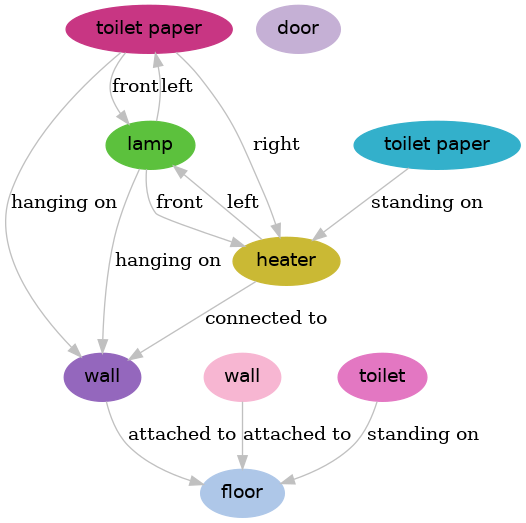 toilet paper
door
front
left
lamp
right
toilet paper
hanging on
front
left
standing on
hanging on
heater
connected to
wall
wall
toilet
attached to
attached to
standing on
floor